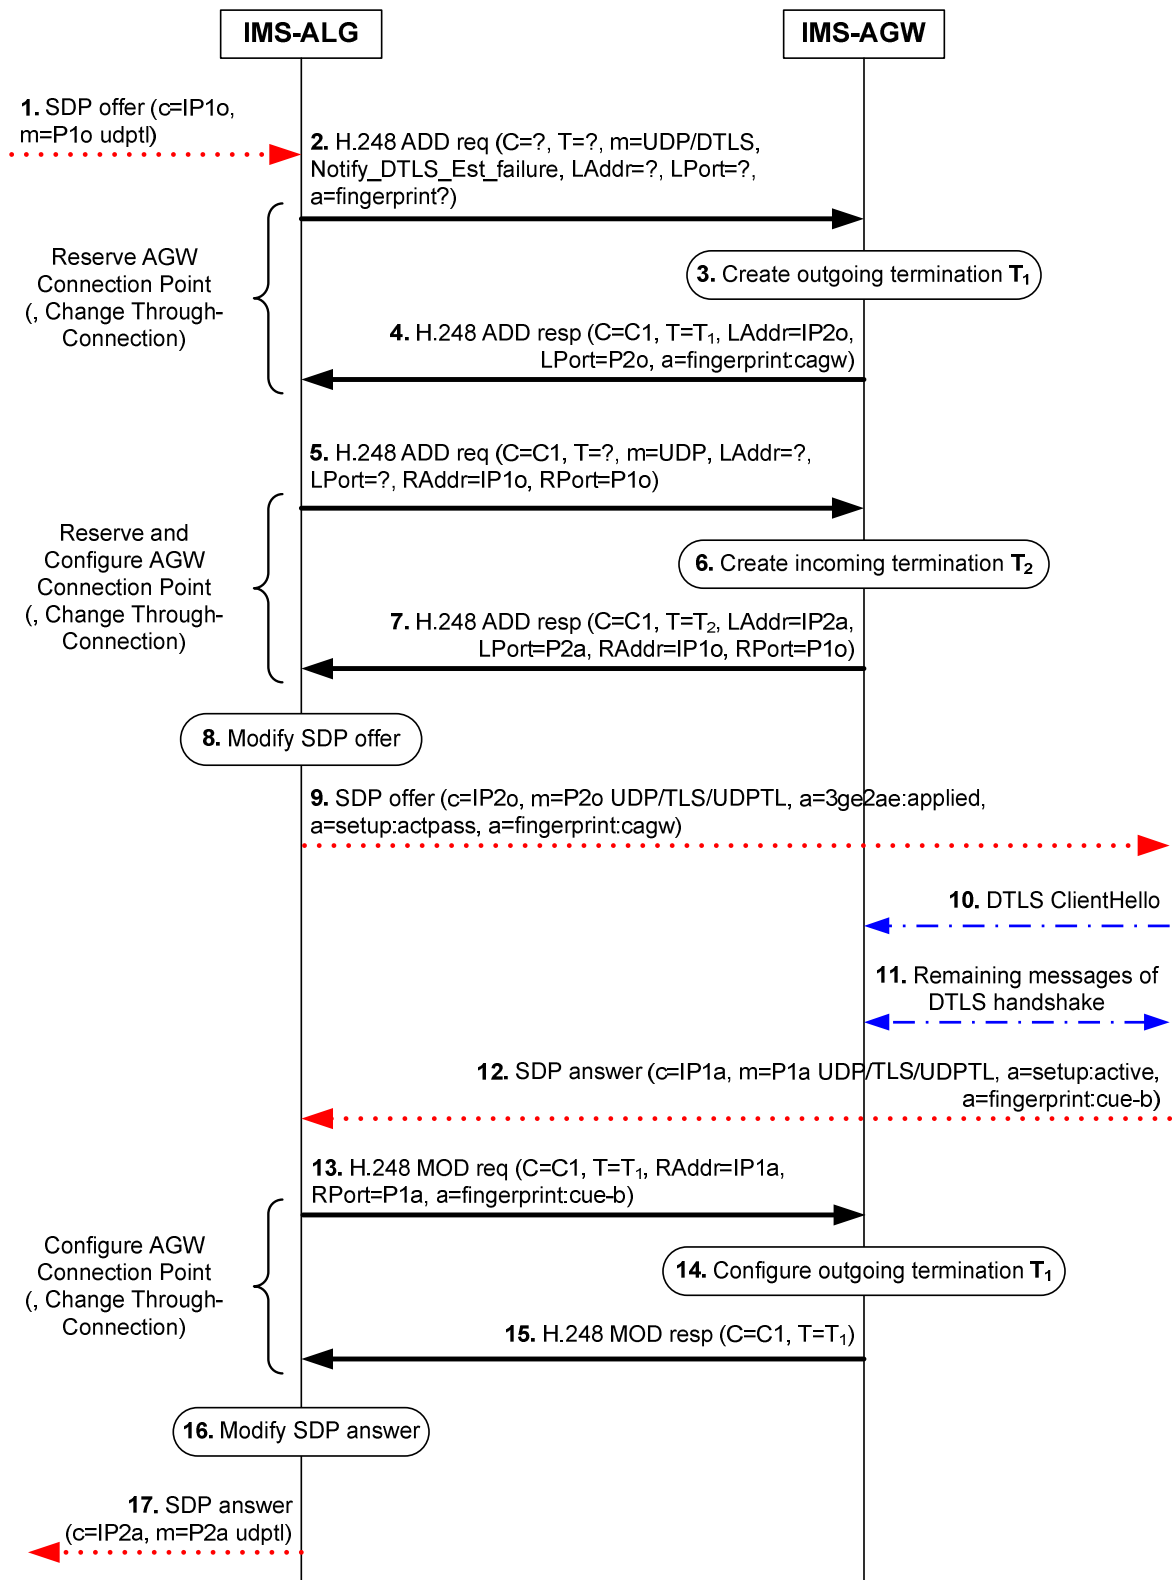 IMS-ALG
IMS-AGW
1. SDP offer (c=IP1o,
m=P1o udptl)
2. H.248 ADD req (C=?, T=?, m=UDP/DTLS,
Notify_DTLS_Est_failure, LAddr=?, LPort=?,
a=fingerprint?)
Reserve AGW
Connection Point
(, Change Through-
Connection)
3. Create outgoing termination T1
4. H.248 ADD resp (C=C1, T=T1, LAddr=IP2o,
LPort=P2o, a=fingerprint:cagw)
5. H.248 ADD req (C=C1, T=?, m=UDP, LAddr=?,
LPort=?, RAddr=IP1o, RPort=P1o)
Reserve and
Configure AGW
Connection Point
(, Change Through-
Connection)
6. Create incoming termination T2
7. H.248 ADD resp (C=C1, T=T2, LAddr=IP2a,
LPort=P2a, RAddr=IP1o, RPort=P1o)
8. Modify SDP offer
9. SDP offer (c=IP2o, m=P2o UDP/TLS/UDPTL, a=3ge2ae:applied,
a=setup:actpass, a=fingerprint:cagw)
10. DTLS ClientHello
11. Remaining messages of
DTLS handshake
12. SDP answer (c=IP1a, m=P1a UDP/TLS/UDPTL, a=setup:active,
a=fingerprint:cue-b)
13. H.248 MOD req (C=C1, T=T1, RAddr=IP1a,
RPort=P1a, a=fingerprint:cue-b)
Configure AGW
Connection Point
(, Change Through-
Connection)
14. Configure outgoing termination T1
15. H.248 MOD resp (C=C1, T=T1)
16. Modify SDP answer
17. SDP answer
(c=IP2a, m=P2a udptl)